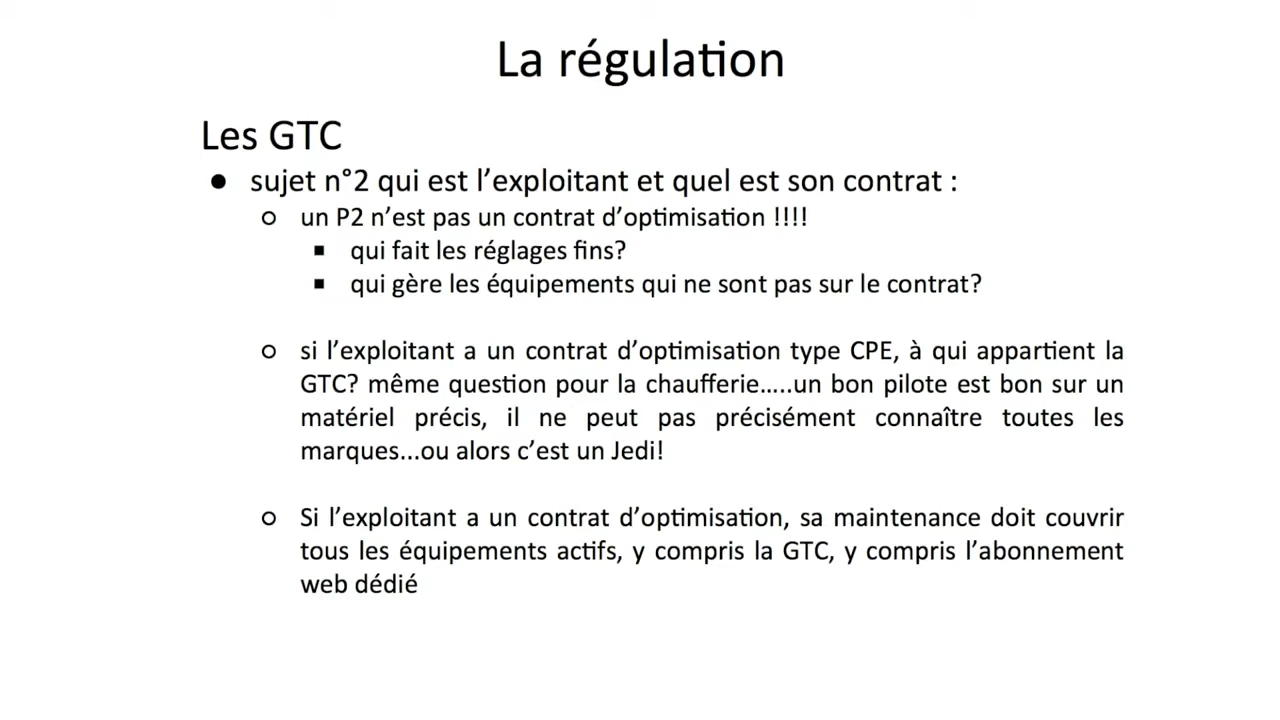 La régulation
Les GTC
● sujet n°2 qui est l’exploitant et quel est son contrat :
○ un P2 n’est pas un contrat d’optimisation !!!!
■ qui fait les réglages fins?
■ qui gère les équipements qui ne sont pas sur le contrat?
○ si l’exploitant a un contrat d’optimisation type CPE, à qui appartient la
GTC? même question pour la chaufferie…..un bon pilote est bon sur un
matériel précis, il ne peut pas précisément connaître toutes les
marques...ou alors c’est un Jedi!
○ Si l’exploitant a un contrat d’optimisation, sa maintenance doit couvrir
tous les équipements actifs, y compris la GTC, y compris l’abonnement
web dédié